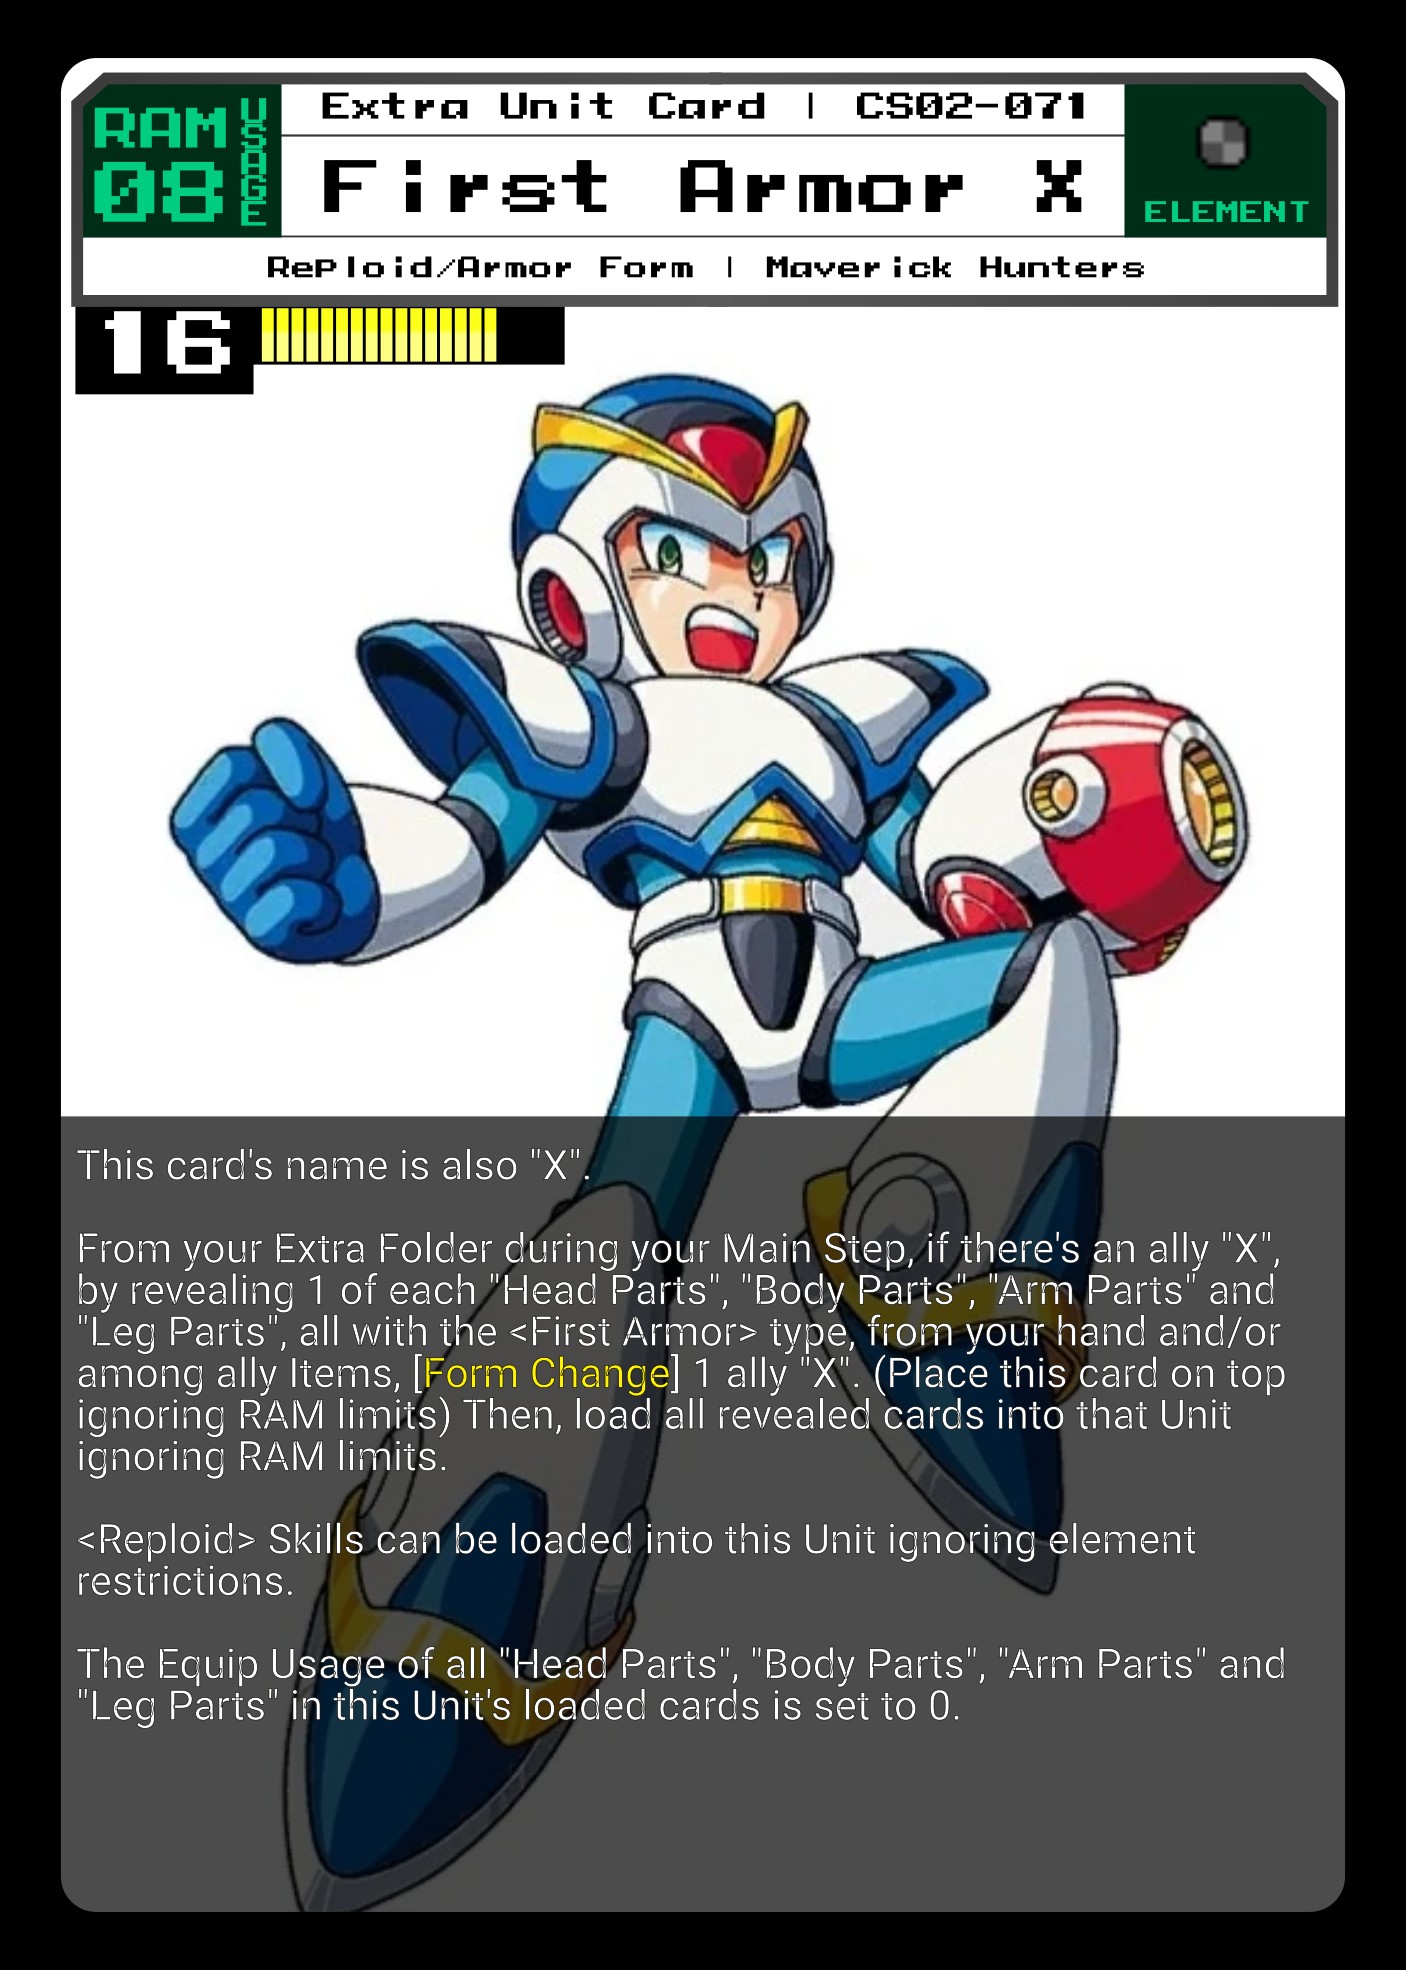 RAM USAGE
08
Extra Unit Card | CS02-071
First Armor X
ELEMENT
Reploid/Armor Form | Maverick Hunters
16
This card's name is also "X".
From your Extra Folder during your Main Step, if there's an ally "X",
by revealing 1 of each "Head Parts", "Body Parts", "Arm Parts" and
"Leg Parts", all with the <First Armor> type, from your hand and/or
among ally Items, [Form Change] 1 ally "X". (Place this card on top
ignoring RAM limits) Then, load all revealed cards into that Unit
ignoring RAM limits.
<Reploid> Skills can be loaded into this Unit ignoring element
restrictions.
The Equip Usage of all "Head Parts", "Body Parts", "Arm Parts" and
"Leg Parts" in this Unit's loaded cards is set to 0.